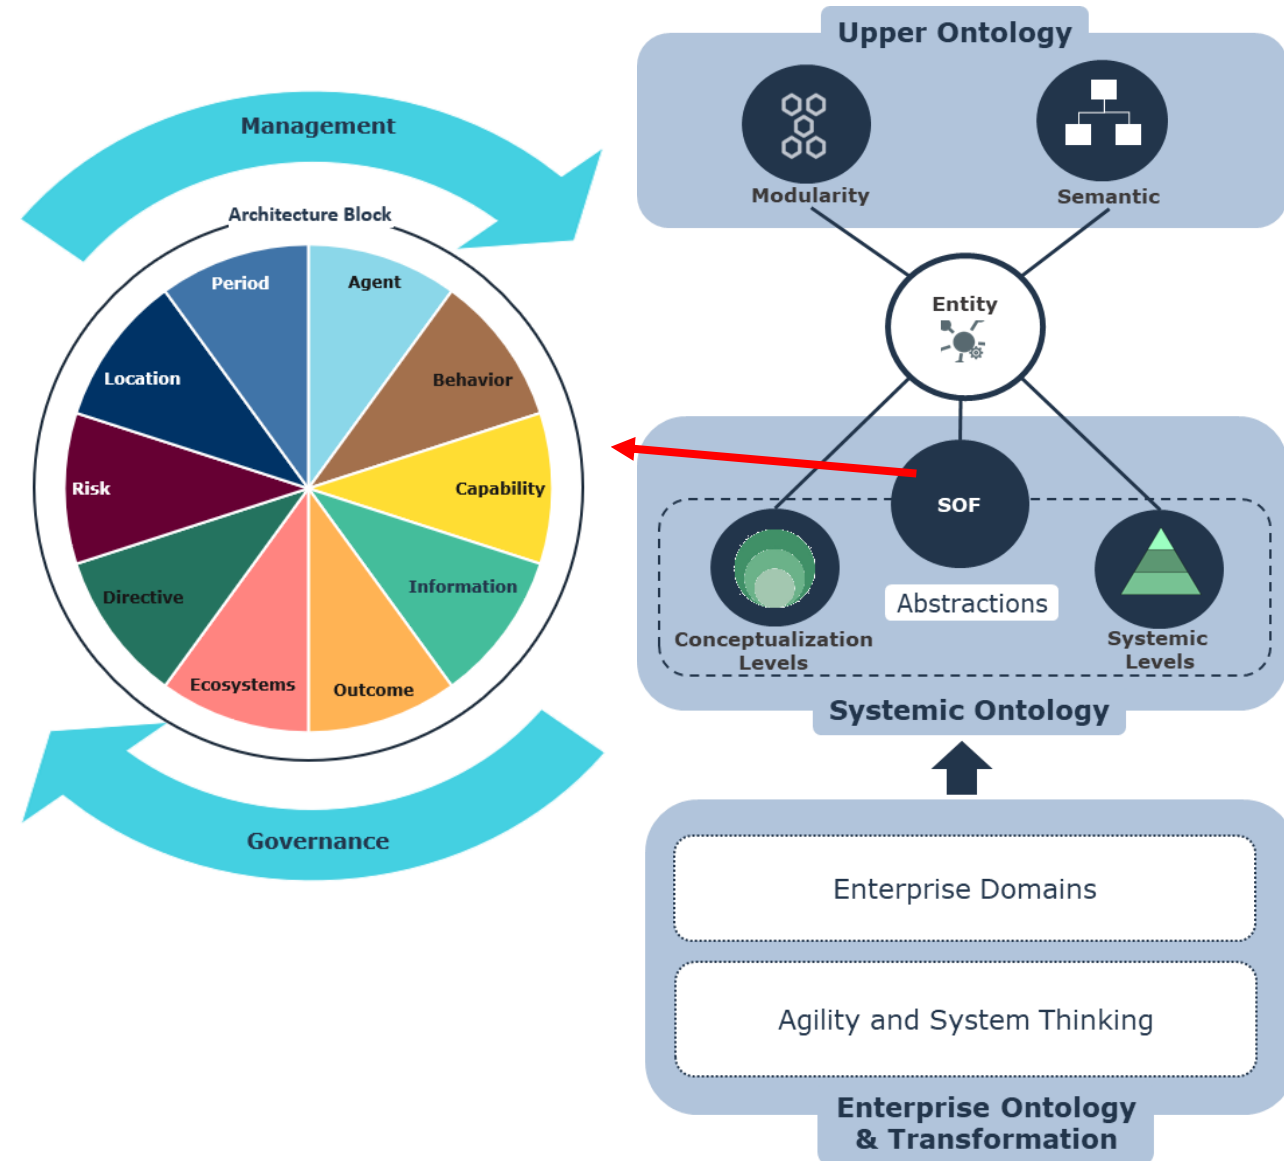 Management
Architecture Block
Period
Agent
Location
Behavior
Risk
Capability
Directive
Information
Ecosystems
Outcome
Governance
Upper Ontology
Modularity
Semantic
Entity
SOF
Abstractions
Conceptualization
Levels
Systemic
Levels
Systemic Ontology
Enterprise Domains
Agility and System Thinking
Enterprise Ontology
& Transformation